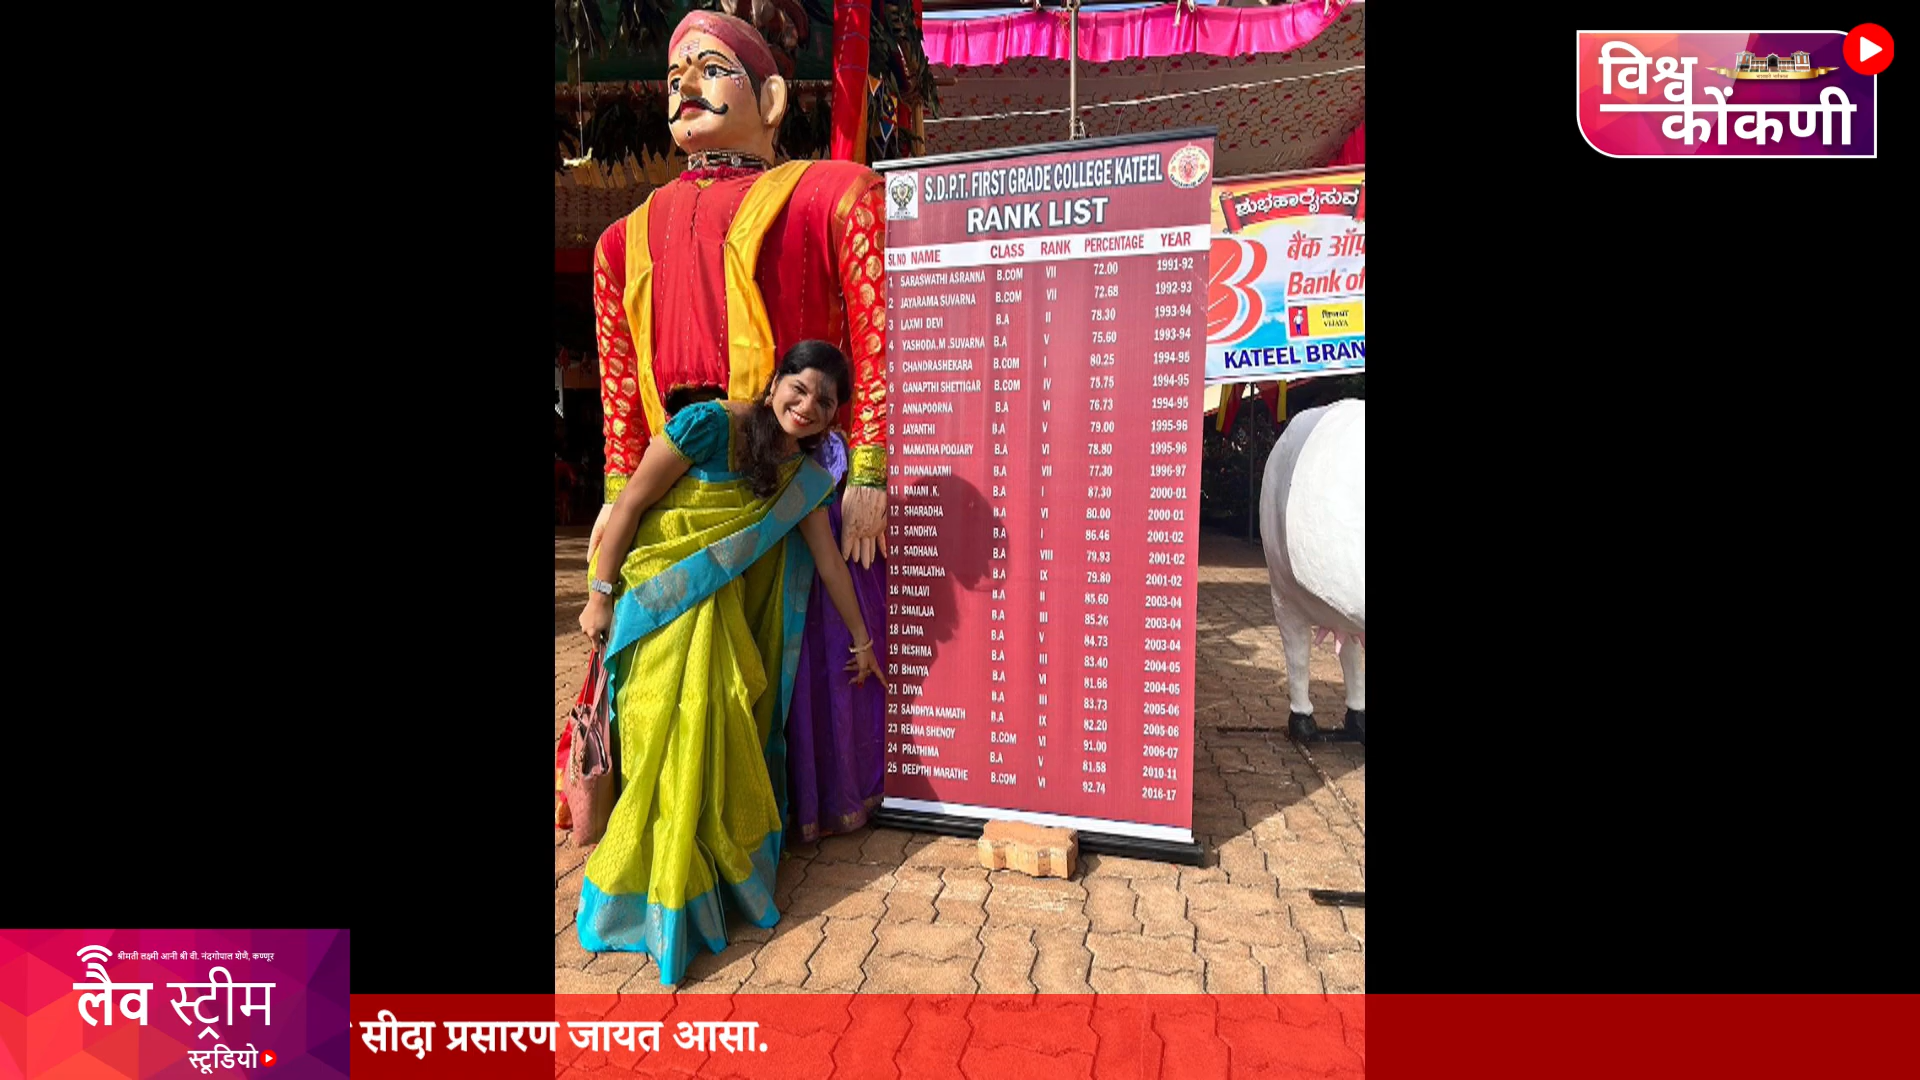 विश्व
कोंकणी
S.D.P.T. FIRST GRADE COLLEGE KATEEL
RANK LIST
SL NO NAME CLASS RANK PERCENTAGE YEAR
1 SARASWATHI ASRANNA B.COM VII 72.00 1991-92
2 JAYARAMA SUVARNA B.COM VII 72.68 1992-93
3 LAXMI DEVI B.A II 78.30 1993-94
4 YASHODA.M.SUVARNA B.A V 75.60 1993-94
5 CHANDRASHEKARA B.COM I 80.25 1994-95
6 GANAPTHI SHETTIGAR B.COM IV 75.75 1994-95
7 ANNAPOORNA B.A VI 76.73 1994-95
8 JAYANTHI B.A V 79.00 1995-96
9 MAMATHA POOJARY B.A VI 78.80 1995-96
10 DHANALAXMI B.A VII 77.30 1996-97
11 RAJANI .K. B.A I 87.30 2000-01
12 SHARADHA B.A VI 80.00 2000-01
13 SANDHYA B.A I 86.46 2001-02
14 SADHANA B.A VIII 79.93 2001-02
15 SUMALATHA B.A IX 79.80 2001-02
16 PALLAVI B.A II 85.60 2003-04
17 SHAILAJA B.A III 85.26 2003-04
18 LATHA B.A V 84.73 2003-04
19 RESHMA B.A III 83.40 2004-05
20 BHAVYA B.A VI 81.66 2004-05
21 DIVYA B.A III 83.73 2005-06
22 SANDHYA KAMATH B.A IX 82.20 2005-06
23 REKHA SHENOY B.COM VI 91.00 2006-07
24 PRATHIMA B.A V 81.58 2010-11
25 DEEPTHI MARATHE B.COM VI 92.74 2016-17
ಶುಭಹಾರೈಸುವ
बैंक ऑफ़
Bank of
विजया
VIJAYA
KATEEL BRAN
श्रीमती लक्ष्मी आनी श्री वी. नंदगोपाल शेणै, कण्णूर
लैव स्ट्रीम
स्टूडियो
सीदा प्रसारण जायत आसा.